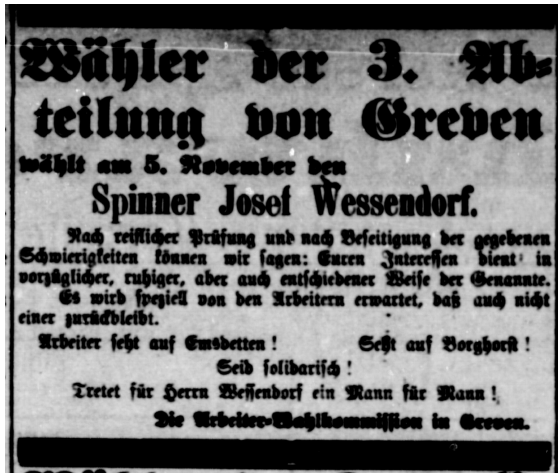 Wähler der 3. Ab-
teilung von Greven
wählt am 5. November den
Spinner Josef Wessendorf.
Nach reiflicher Prüfung und nach Beseitigung der gegebenen
Schwierigkeiten können wir sagen: Euren Interessen dient in
vorzüglicher, ruhiger, aber auch entschiedener Weise der Genannte.
Es wird speziell von den Arbeitern erwartet, daß auch nicht
einer zurückbleibt.
Arbeiter seht auf Emsdetten! Seht auf Borghorst!
Seid solidarisch!
Tretet für Herrn Wessendorf ein Mann für Mann!
Die Arbeiter-Wahlkommission in Greven.